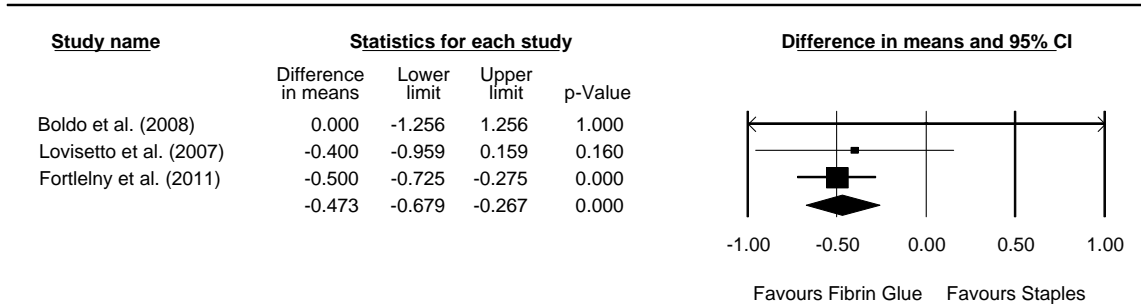 Study name Statistics for each study Difference in means and 95% CI
Difference Lower Upper
in means limit limit p-Value
Boldo et al. (2008) 0.000 -1.256 1.256 1.000
Lovisetto et al. (2007) -0.400 -0.959 0.159 0.160
Fortlelny et al. (2011) -0.500 -0.725 -0.275 0.000
-0.473 -0.679 -0.267 0.000
-1.00 -0.50 0.00 0.50 1.00
Favours Fibrin Glue Favours Staples